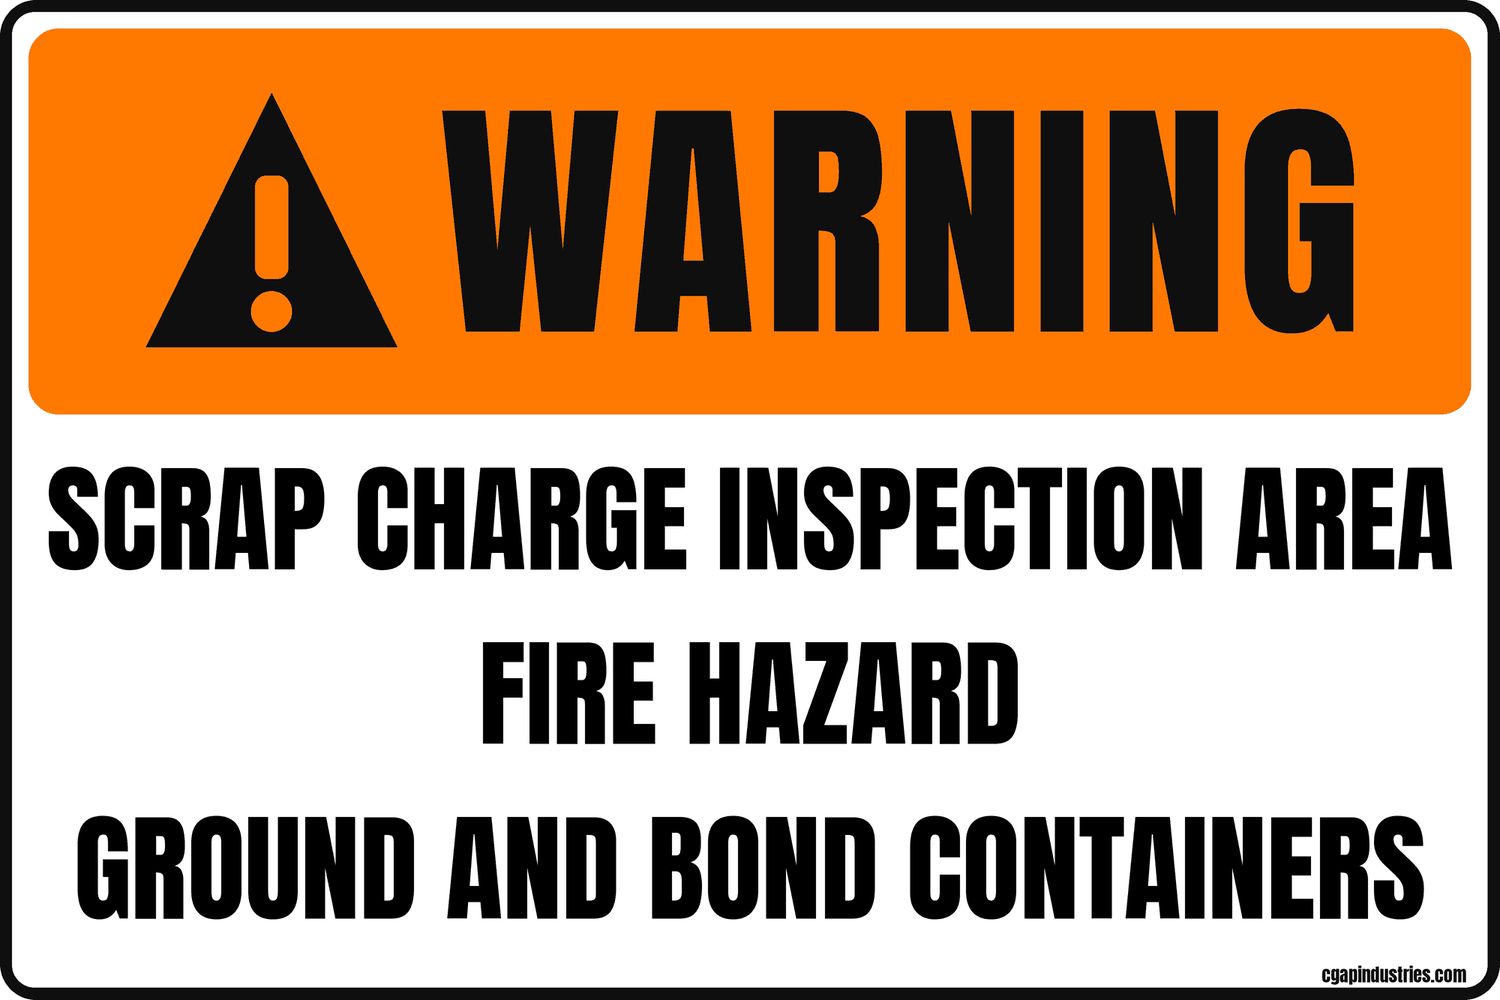 WARNING
SCRAP CHARGE INSPECTION AREA
FIRE HAZARD
GROUND AND BOND CONTAINERS
cgapindustries.com